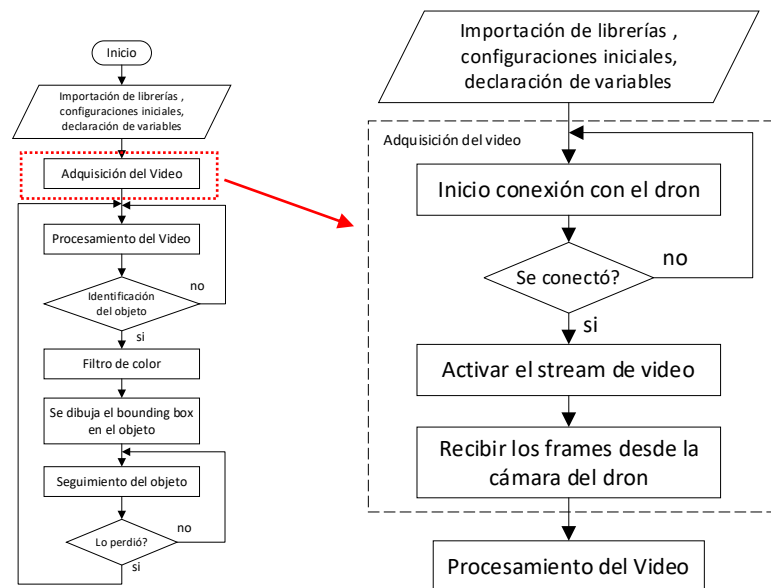 Inicio
Importación de librerías ,
configuraciones iniciales,
declaración de variables
Adquisición del Video
Procesamiento del Video
no
Identificación
del objeto
si
Filtro de color
Se dibuja el bounding box
en el objeto
Seguimiento del objeto
no
Lo perdió?
si
Importación de librerías ,
configuraciones iniciales,
declaración de variables
Adquisición del video
Inicio conexión con el dron
no
Se conectó?
si
Activar el stream de video
Recibir los frames desde la
cámara del dron
Procesamiento del Video